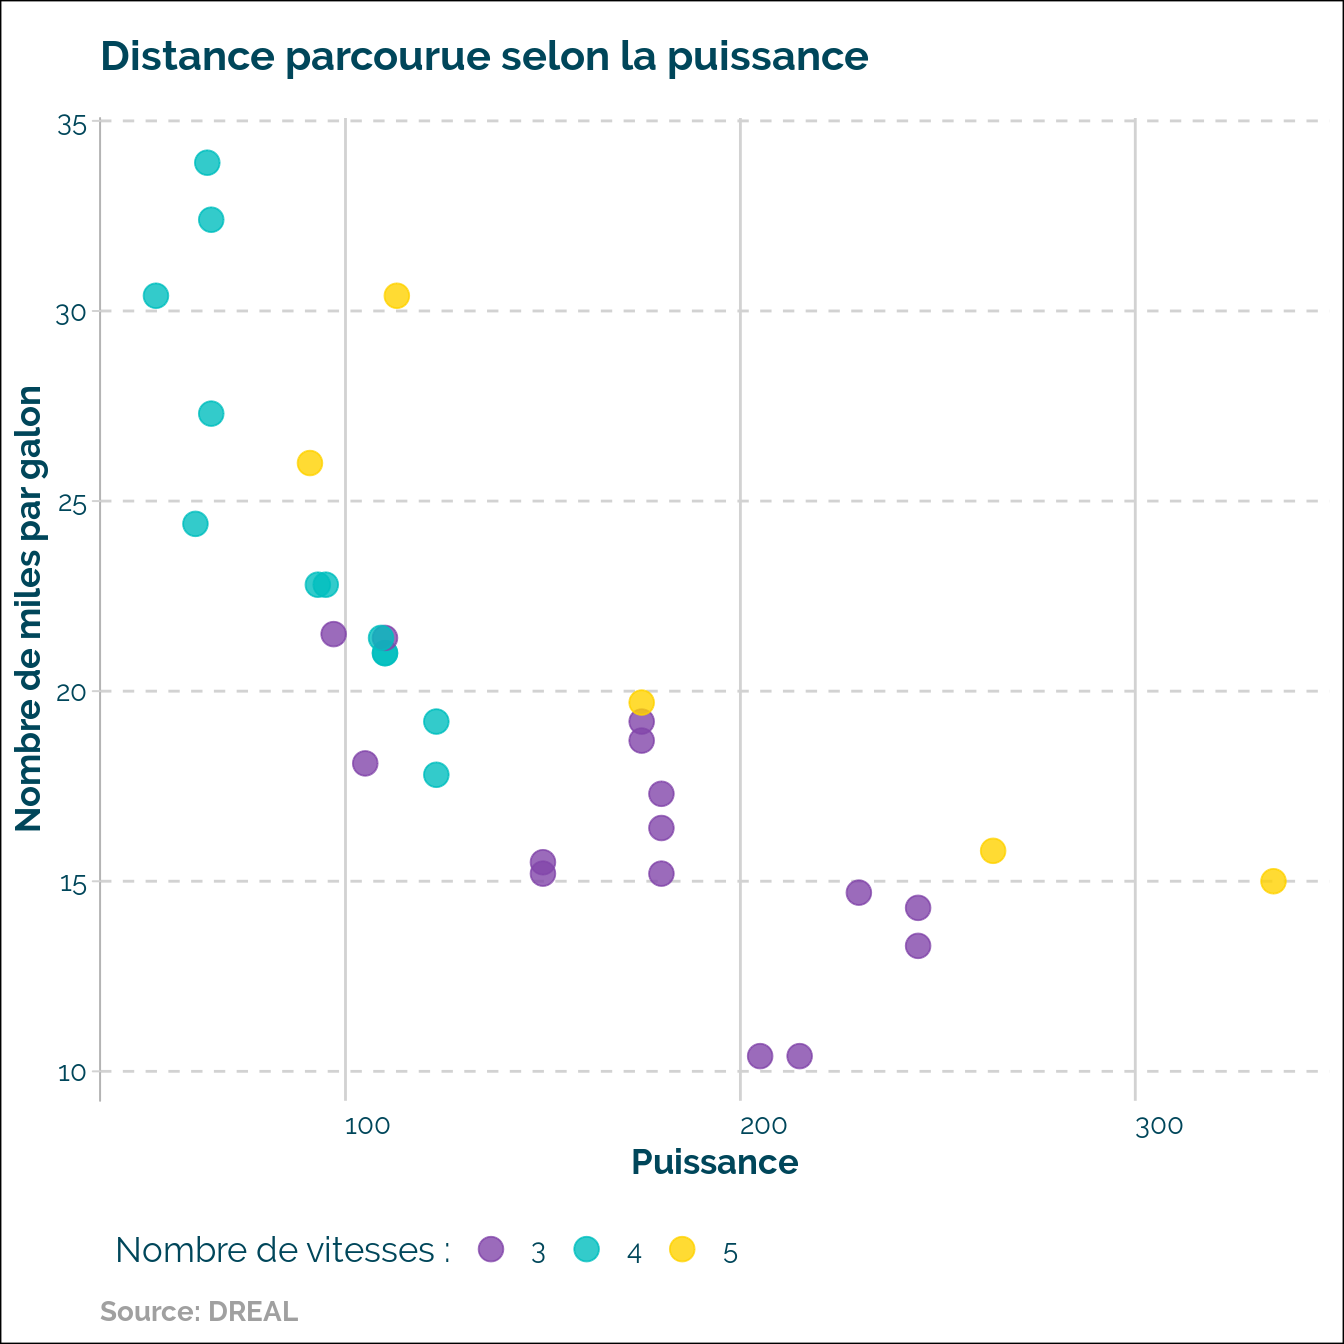 Distance parcourue selon la puissance
Nombre de miles par galon
35
30
25
20
15
10
100 200 300
Puissance
Nombre de vitesses : 3 4 5
Source: DREAL